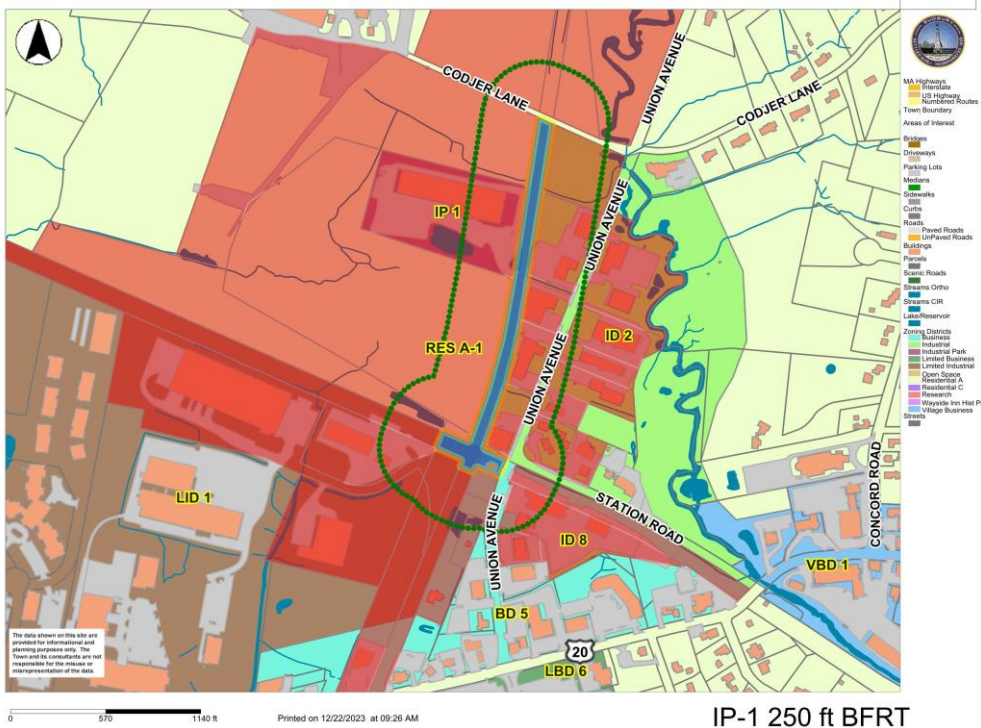 SUDBURY
CODJER LANE
UNION AVENUE
CODJER LANE
IP 1
UNION AVENUE
RES A-1
ID 2
UNION AVENUE
LID 1
UNION AVENUE
STATION ROAD
CONCORD ROAD
ID 8
VBD 1
BD 5
20
LBD 6
MA Highways
Interstate
US Highway
Numbered Routes
Town Boundary
Areas of Interest
Bridges
Driveways
Parking Lots
Medians
Sidewalks
Curbs
Roads
Paved Roads
UnPaved Roads
Buildings
Parcels
Scenic Roads
Streams Ortho
Streams CIR
Lake/Reservoir
Zoning Districts
Business
Industrial
Industrial Park
Limited Business
Limited Industrial
Open Space
Residential A
Residential C
Research
Wayside Inn Hist P
Village Business
Streets
The data shown on this site are
provided for informational and
planning purposes only. The
Town and its consultants are not
responsible for the misuse or
misrepresentation of the data.
0 570 1140 ft
Printed on 12/22/2023 at 09:26 AM
IP-1 250 ft BFRT